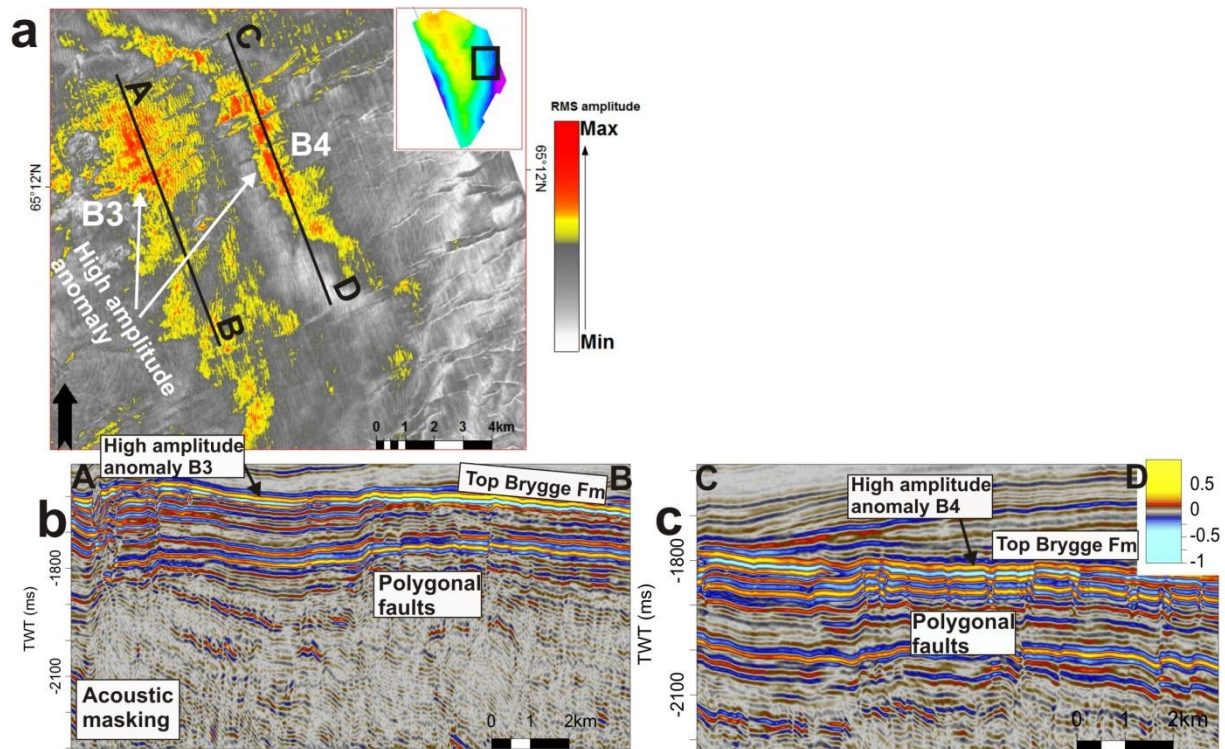 a
A
B
C
D
B3
B4
High amplitude
anomaly
65°12'N
65°12'N
RMS amplitude
Max
Min
0 1 2 3 4km
b
A
B
High amplitude
anomaly B3
Top Brygge Fm
Polygonal
faults
Acoustic
masking
TWT (ms)
-1800
-2100
0 1 2km
c
C
D
High amplitude
anomaly B4
Top Brygge Fm
Polygonal
faults
TWT (ms)
-1800
-2100
0 1 2km
0.5
0
-0.5
-1